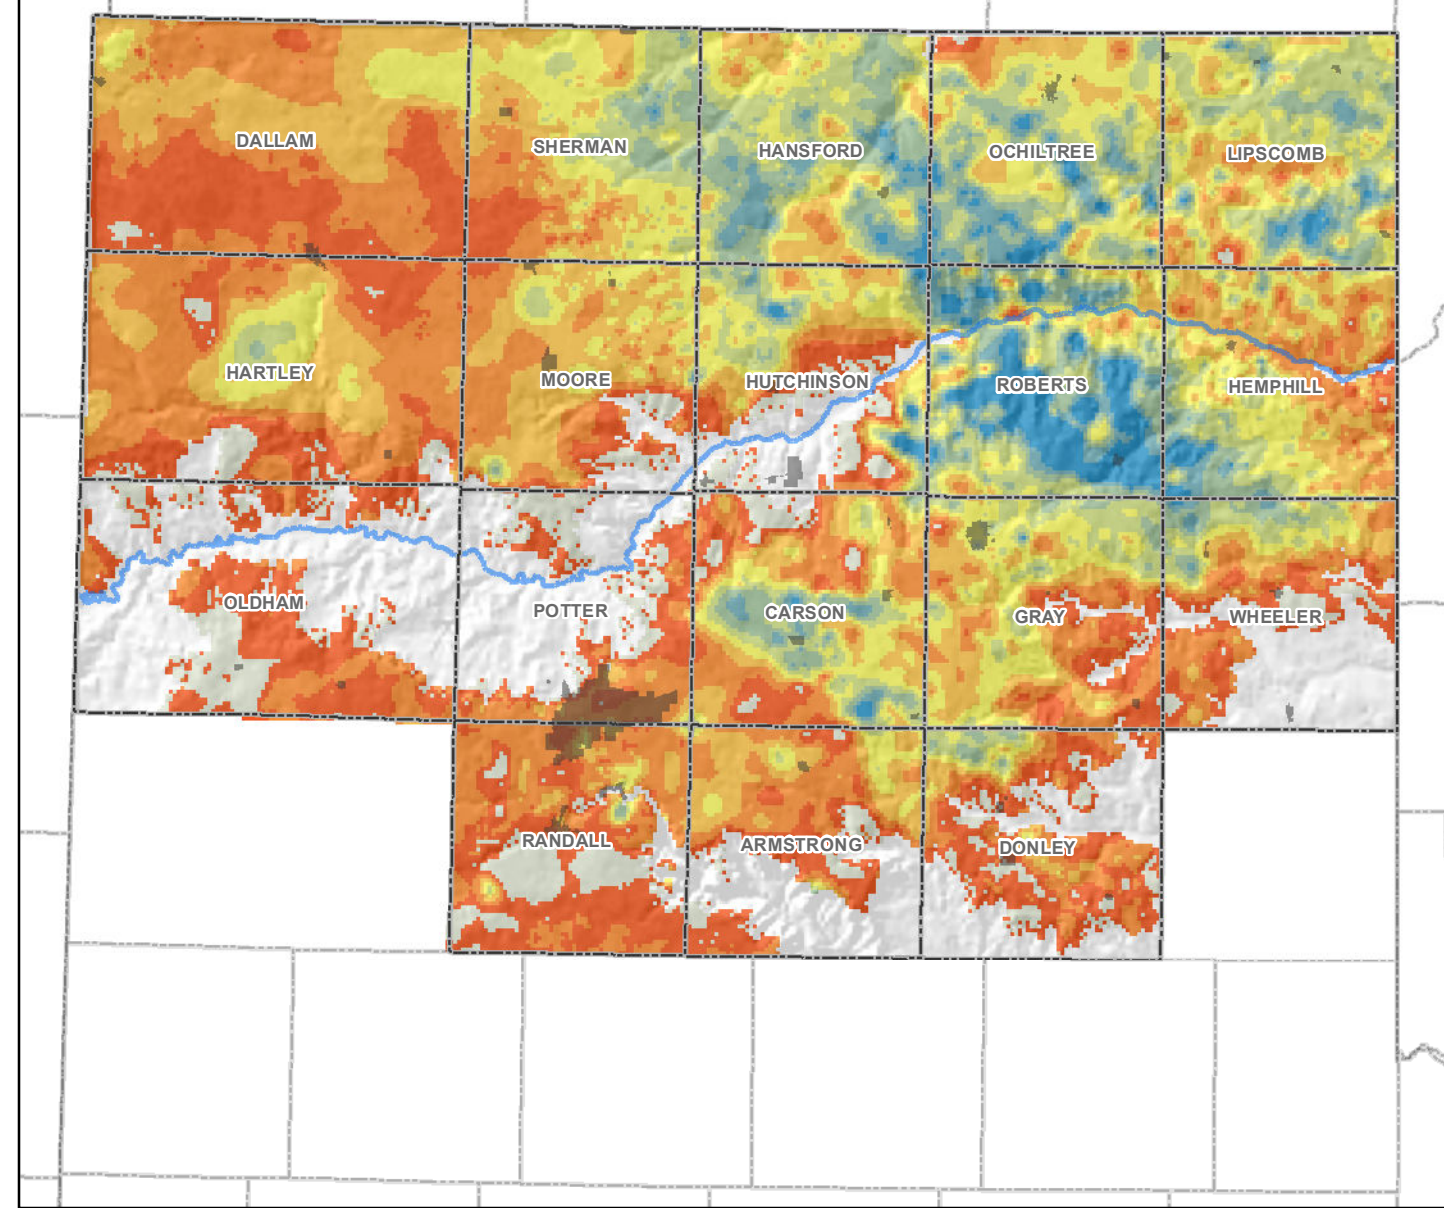 DALLAM
SHERMAN
HANSFORD
OCHILTREE
LIPSCOMB
HARTLEY
MOORE
HUTCHINSON
ROBERTS
HEMPHILL
OLDHAM
POTTER
CARSON
GRAY
WHEELER
RANDALL
ARMSTRONG
DONLEY